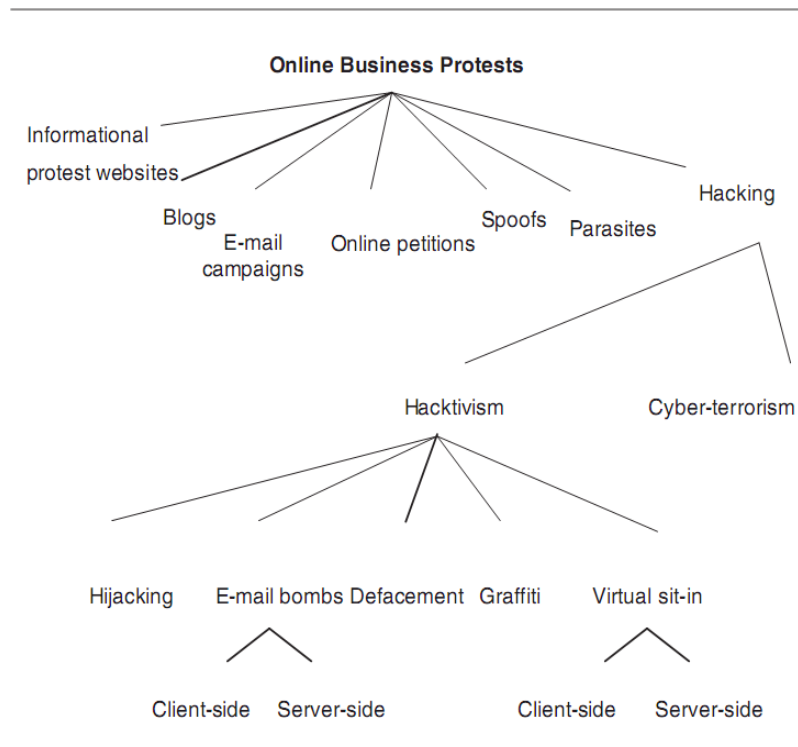 Online Business Protests
Informational
protest websites
Blogs
E-mail
campaigns
Online petitions
Spoofs
Parasites
Hacking
Hacktivism
Cyber-terrorism
Hijacking
E-mail bombs
Defacement
Graffiti
Virtual sit-in
Client-side
Server-side
Client-side
Server-side